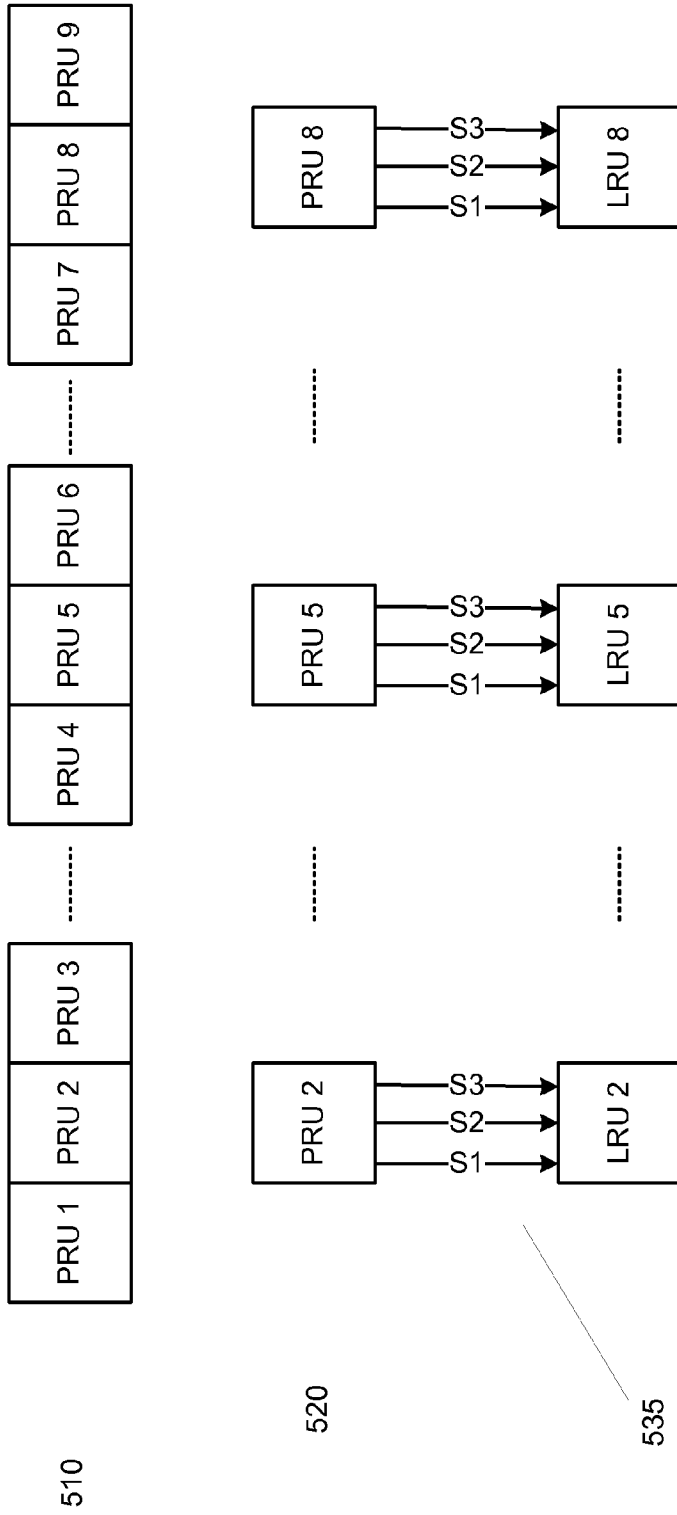 510
PRU 1 PRU 2 PRU 3 PRU 4 PRU 5 PRU 6 PRU 7 PRU 8 PRU 9
520
PRU 2 PRU 5 PRU 8
S1 S2 S3 S1 S2 S3 S1 S2 S3
535
LRU 2 LRU 5 LRU 8